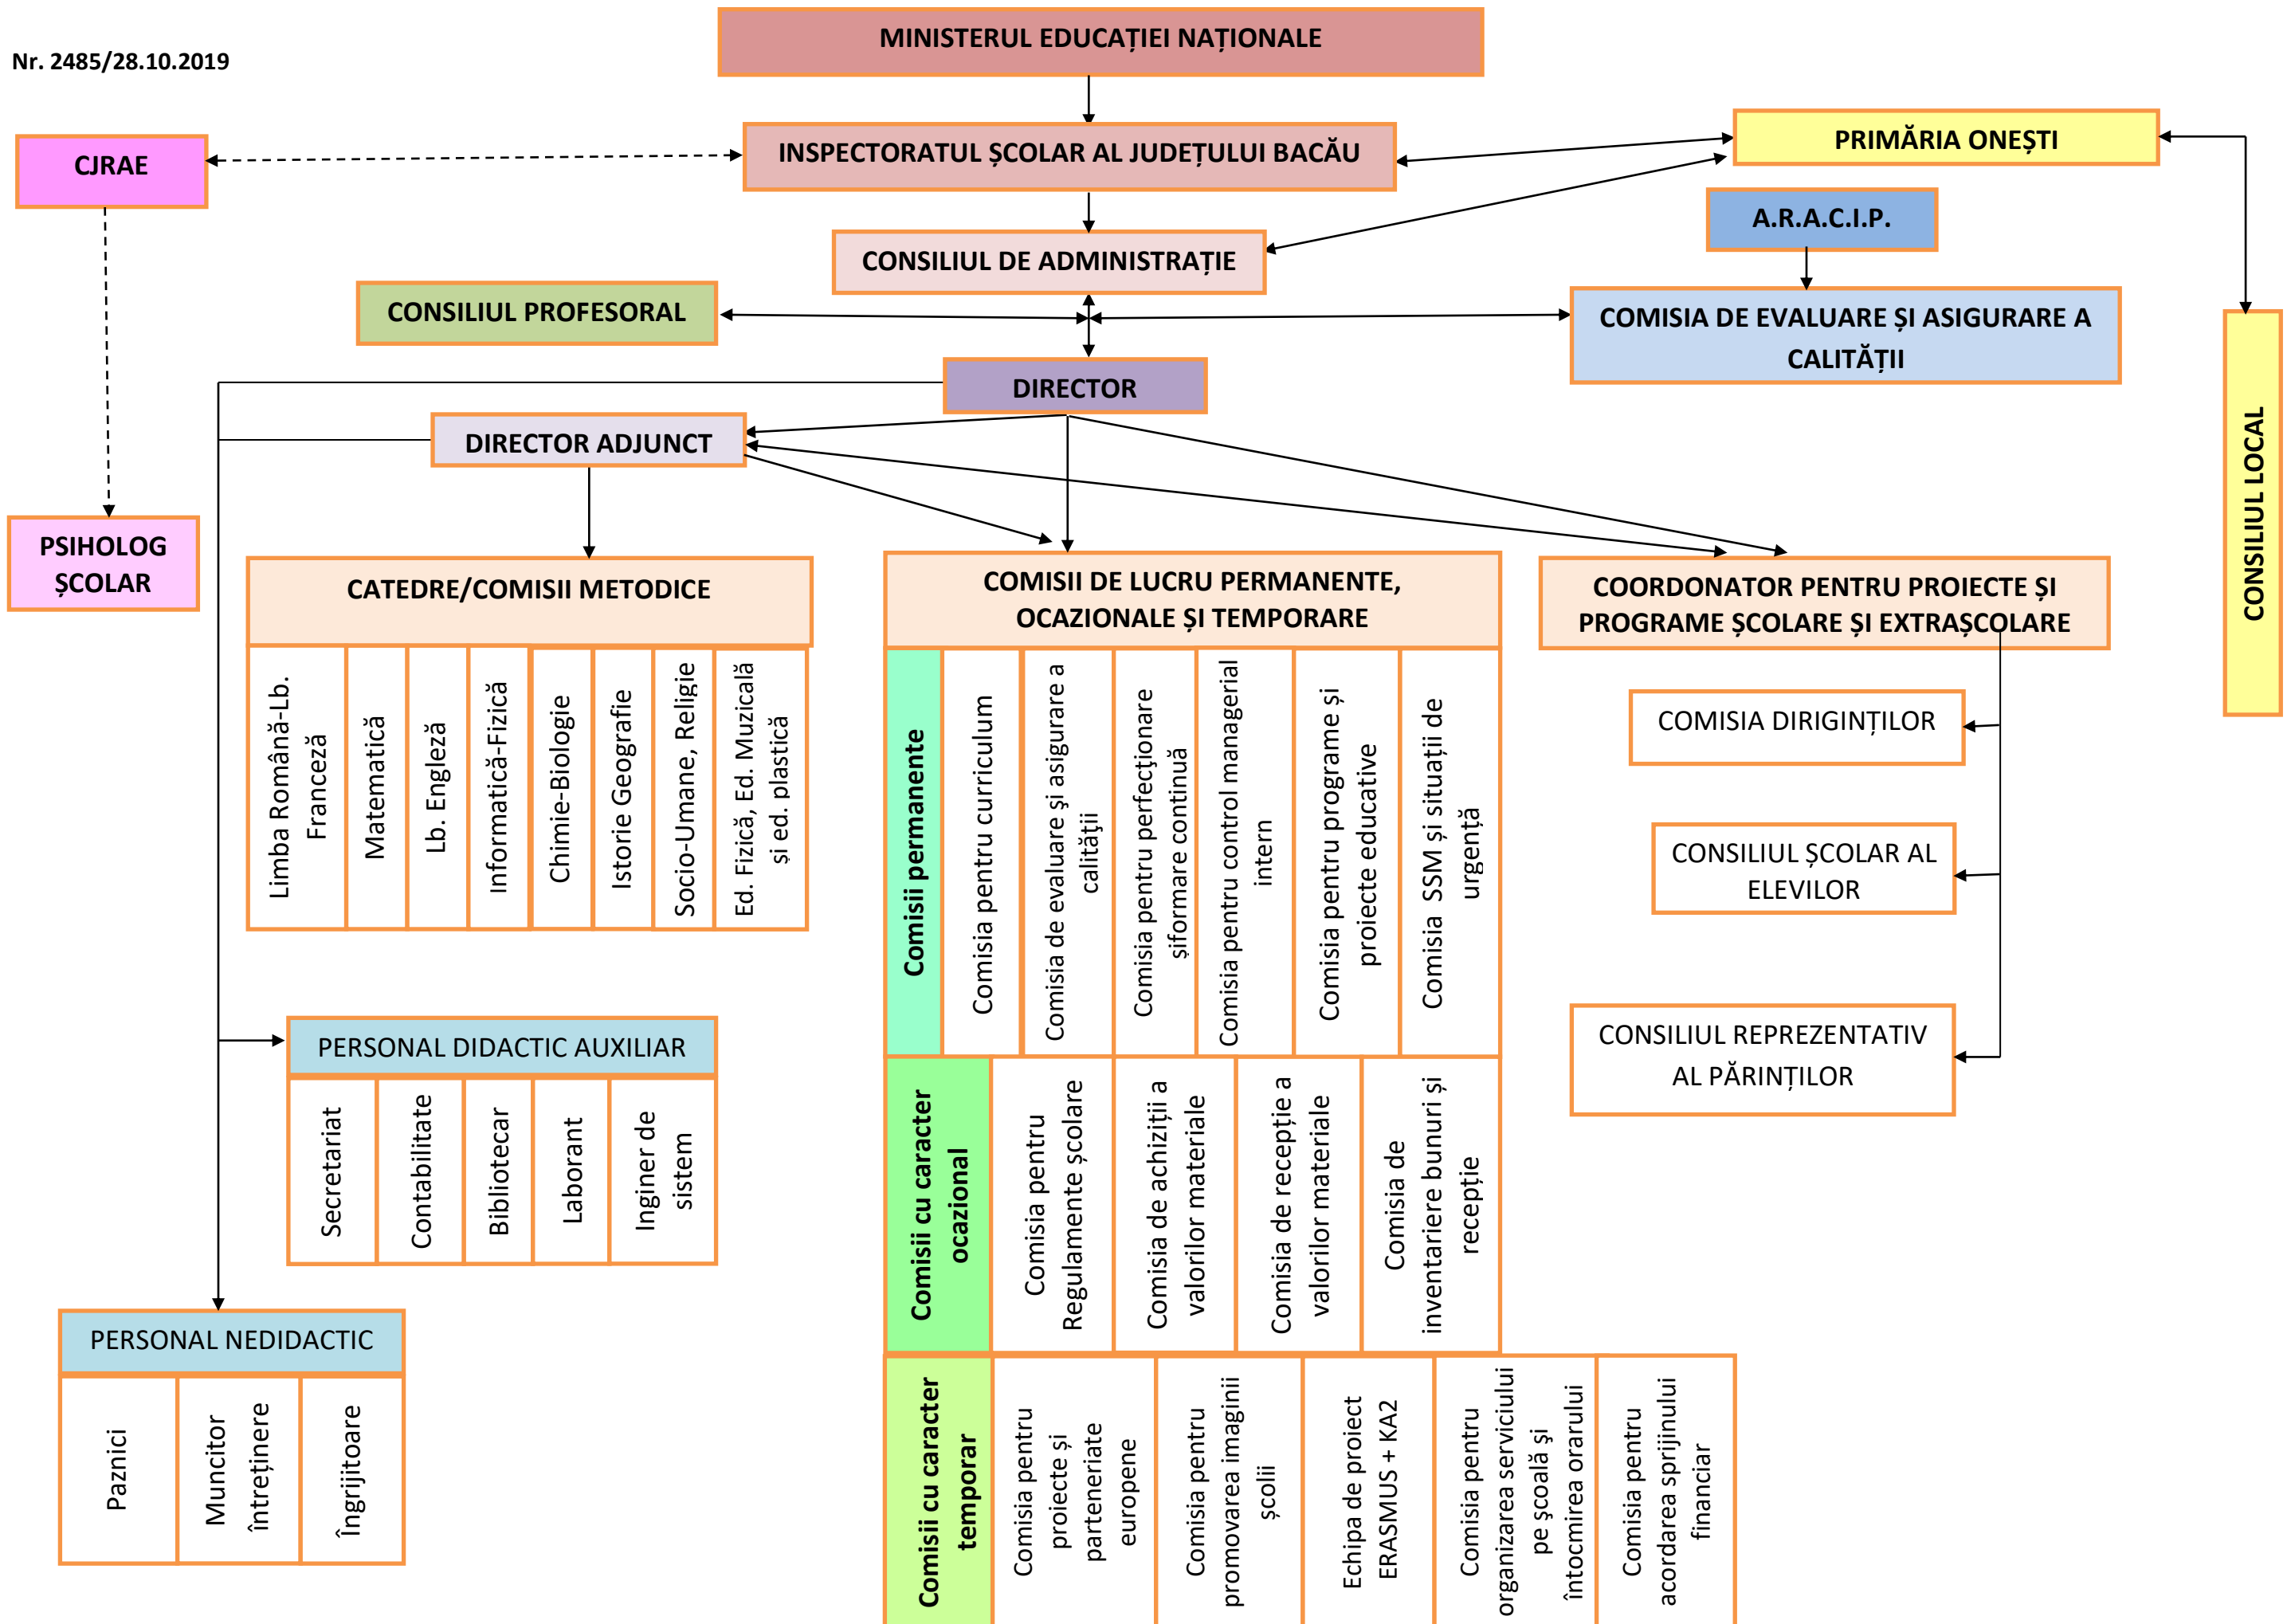 MINISTERUL EDUCAȚIEI NAȚIONALE
Nr. 2485/28.10.2019
INSPECTORATUL ȘCOLAR AL JUDEȚULUI BACĂU
PRIMĂRIA ONEȘTI
CJRAE
A.R.A.C.I.P.
CONSILIUL DE ADMINISTRAȚIE
CONSILIUL PROFESORAL
COMISIA DE EVALUARE ȘI ASIGURARE A
CALITĂȚII
DIRECTOR
DIRECTOR ADJUNCT
CONSILIUL LOCAL
PSIHOLOG
ȘCOLAR
CATEDRE/COMISII METODICE
Limba Română-Lb.
Franceză
Matematică
Lb. Engleză
Informatică-Fizică
Chimie-Biologie
Istorie Geografie
Socio-Umane, Religie
Ed. Fizică, Ed. Muzicală
și ed. plastică
COMISII DE LUCRU PERMANENTE,
OCAZIONALE ȘI TEMPORARE
Comisii permanente
Comisia pentru curriculum
Comisia de evaluare şi asigurare a
calităţii
Comisia pentru perfecţionare
șiformare continuă
Comisia pentru control managerial
intern
Comisia pentru programe și
proiecte educative
Comisia SSM și situații de
urgență
Comisii cu caracter
ocazional
Comisia pentru
Regulamente școlare
Comisia de achiziții a
valorilor materiale
Comisia de recepție a
valorilor materiale
Comisia de
inventariere bunuri și
recepție
Comisii cu caracter
temporar
Comisia pentru
proiecte și
parteneriate
europene
Comisia pentru
promovarea imaginii
școlii
Echipa de proiect
ERASMUS + KA2
Comisia pentru
organizarea serviciului
pe şcoală şi
întocmirea orarului
Comisia pentru
acordarea sprijinului
financiar
COORDONATOR PENTRU PROIECTE ȘI
PROGRAME ȘCOLARE ȘI EXTRAȘCOLARE
COMISIA DIRIGINȚILOR
CONSILIUL ȘCOLAR AL
ELEVILOR
CONSILIUL REPREZENTATIV
AL PĂRINȚILOR
PERSONAL DIDACTIC AUXILIAR
Secretariat
Contabilitate
Bibliotecar
Laborant
Inginer de
sistem
PERSONAL NEDIDACTIC
Paznici
Muncitor
întreținere
Îngrijitoare